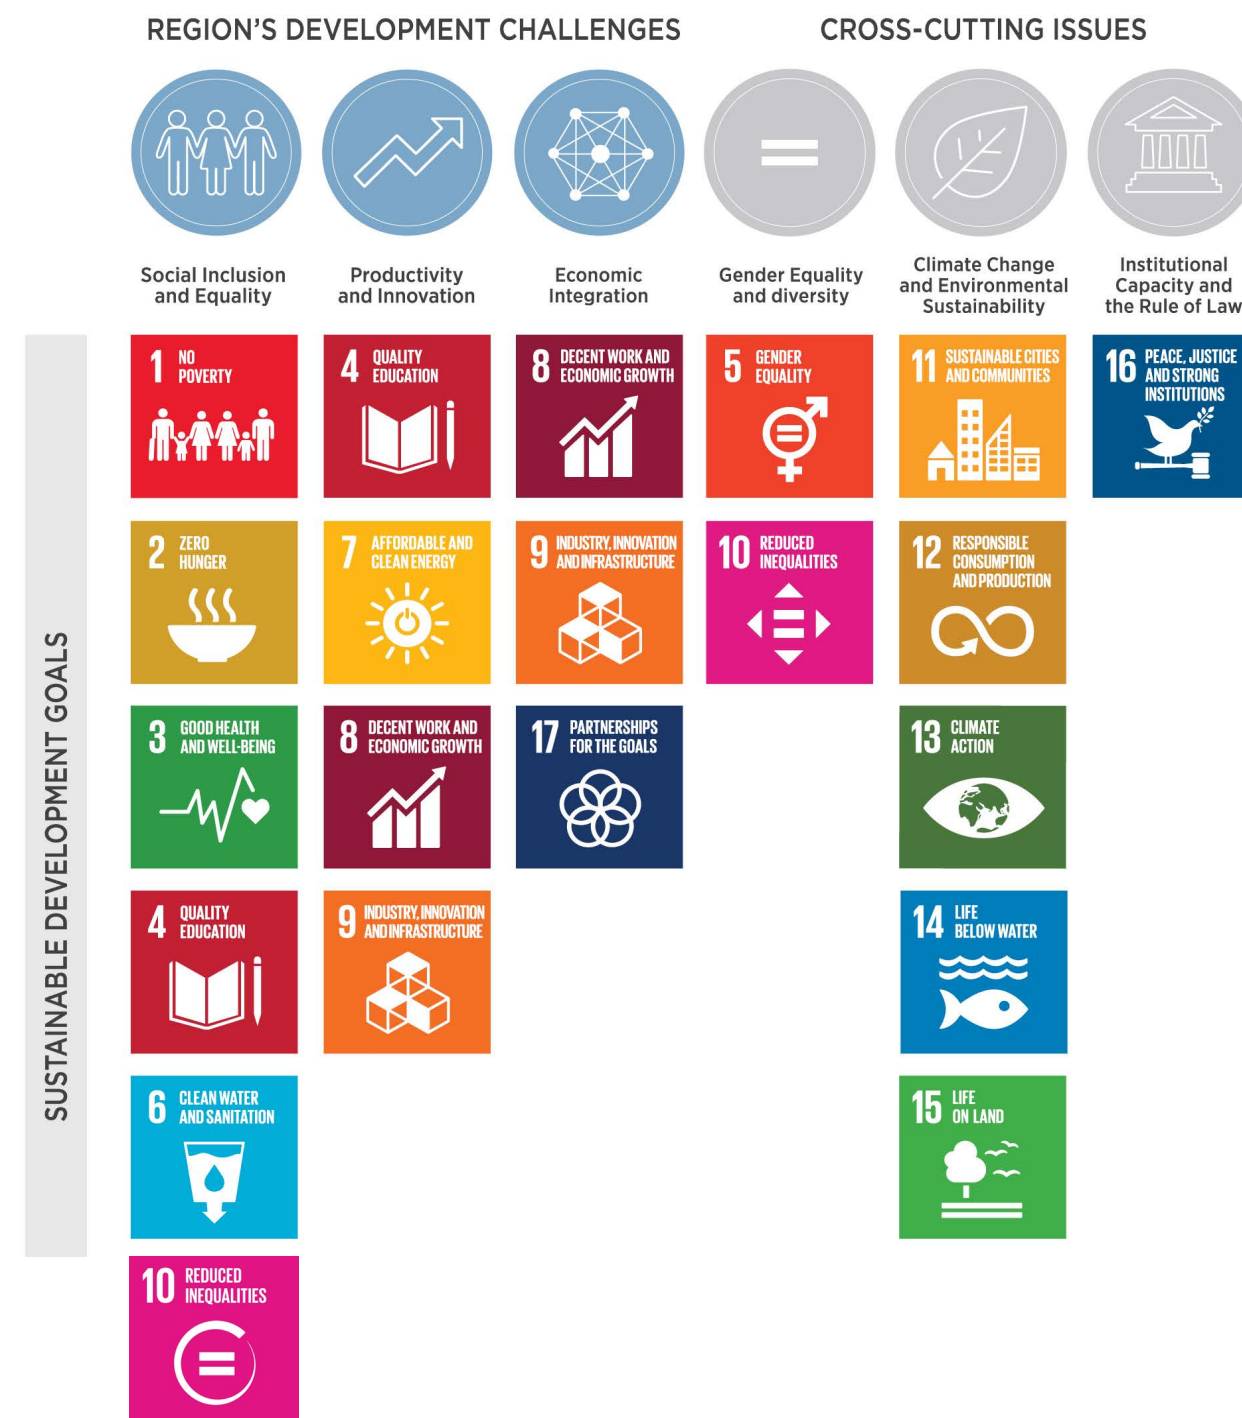 REGION'S DEVELOPMENT CHALLENGES
CROSS-CUTTING ISSUES
Social Inclusion
and Equality
Productivity
and Innovation
Economic
Integration
Gender Equality
and diversity
Climate Change
and Environmental
Sustainability
Institutional
Capacity and
the Rule of Law
SUSTAINABLE DEVELOPMENT GOALS
1 NO
POVERTY
4 QUALITY
EDUCATION
8 DECENT WORK AND
ECONOMIC GROWTH
5 GENDER
EQUALITY
11 SUSTAINABLE CITIES
AND COMMUNITIES
16 PEACE, JUSTICE
AND STRONG
INSTITUTIONS
2 ZERO
HUNGER
7 AFFORDABLE AND
CLEAN ENERGY
9 INDUSTRY, INNOVATION
AND INFRASTRUCTURE
10 REDUCED
INEQUALITIES
12 RESPONSIBLE
CONSUMPTION
AND PRODUCTION
3 GOOD HEALTH
AND WELL-BEING
8 DECENT WORK AND
ECONOMIC GROWTH
17 PARTNERSHIPS
FOR THE GOALS
13 CLIMATE
ACTION
4 QUALITY
EDUCATION
9 INDUSTRY, INNOVATION
AND INFRASTRUCTURE
14 LIFE
BELOW WATER
6 CLEAN WATER
AND SANITATION
15 LIFE
ON LAND
10 REDUCED
INEQUALITIES